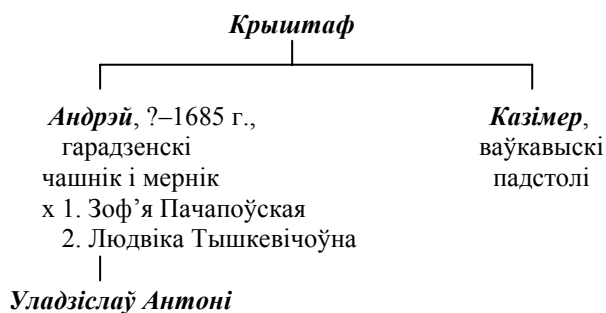 Крыштаф
Андрэй, ?–1685 г.,
гарадзенскі
чашнік і мернік
х 1. Зоф’я Пачапоўская
2. Людвіка Тышкевічоўна
Казімер,
ваўкавыскі
падстолі
Уладзіслаў Антоні